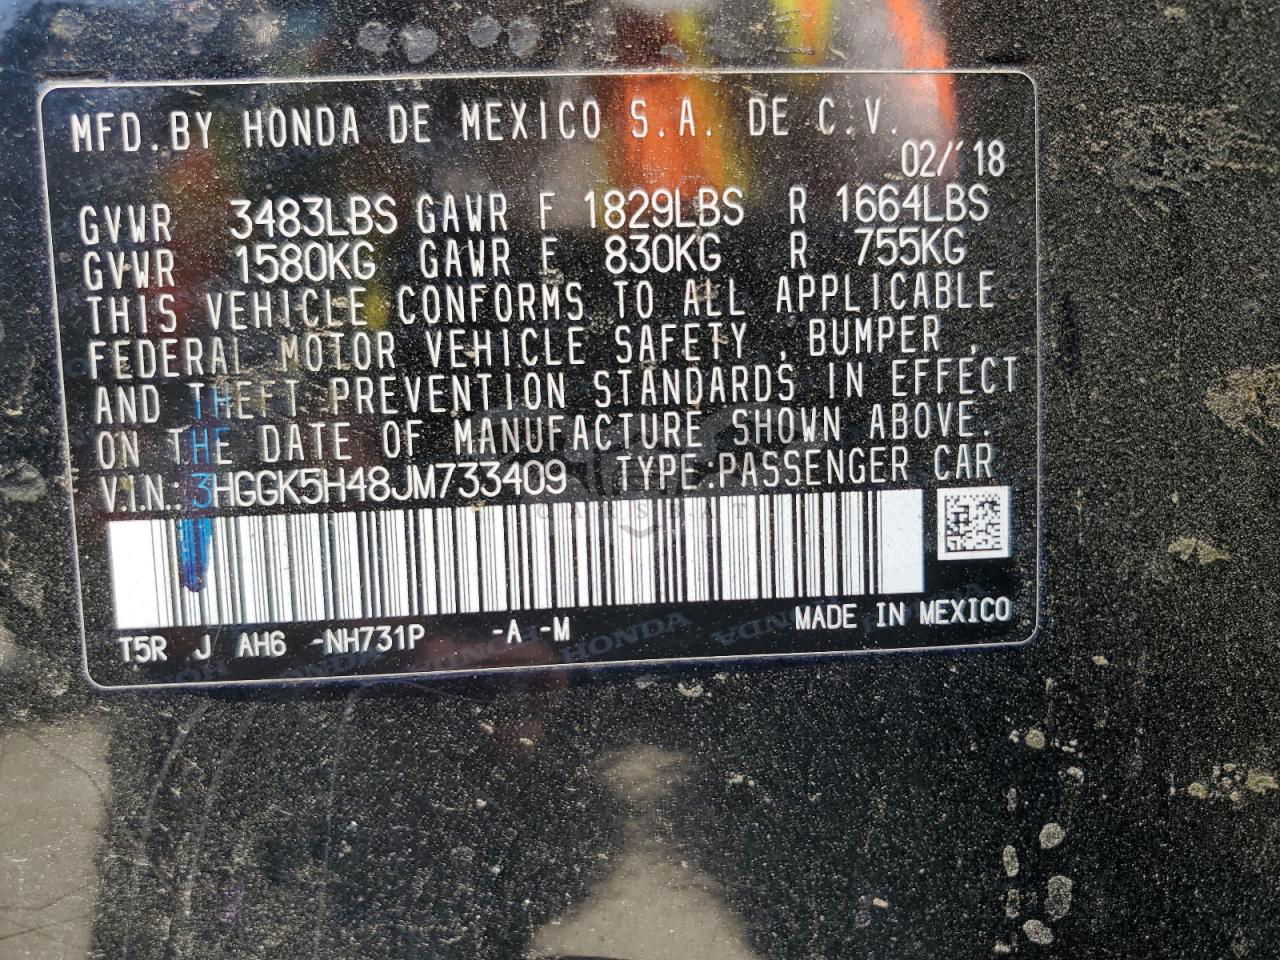 MFD.BY HONDA DE MEXICO S.A. DE C.V.
02/'18
GVWR 3483LBS GAWR F 1829LBS R 1664LBS
GVWR 1580KG GAWR F 830KG R 755KG
THIS VEHICLE CONFORMS TO ALL APPLICABLE
FEDERAL MOTOR VEHICLE SAFETY , BUMPER ,
AND THEFT PREVENTION STANDARDS IN EFFECT
ON THE DATE OF MANUFACTURE SHOWN ABOVE.
VIN:3HGGK5H48JM733409 TYPE:PASSENGER CAR
T5R J AH6 -NH731P -A -M MADE IN MEXICO
HONDA